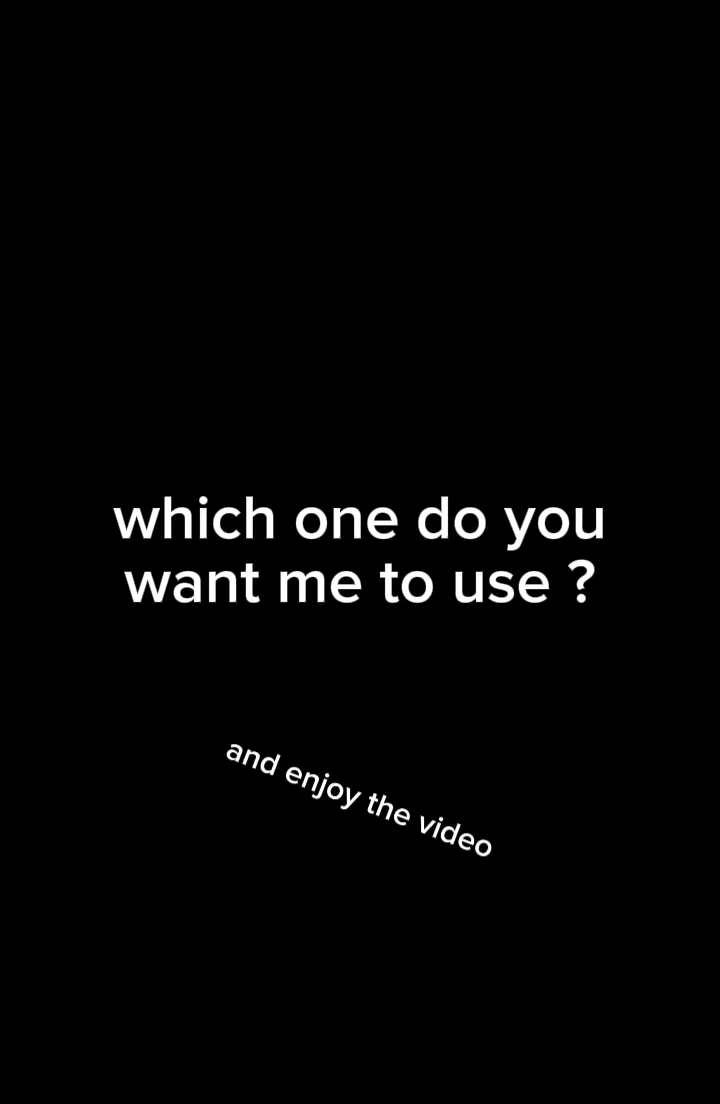 which one do you
want me to use ?
and enjoy the video